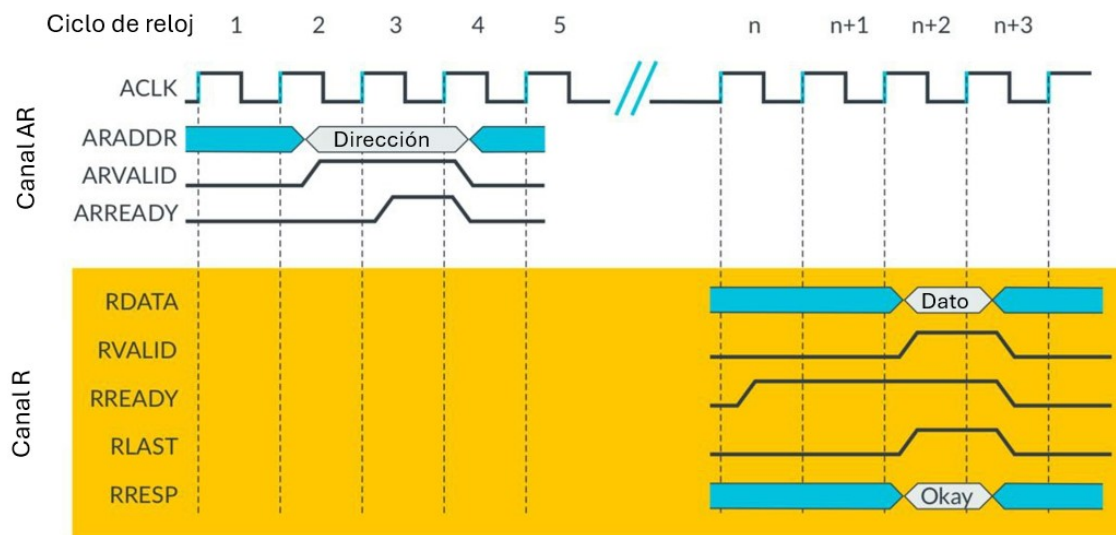 Ciclo de reloj 1 2 3 4 5 n n+1 n+2 n+3
ACLK
Canal AR
ARADDR Dirección
ARVALID
ARREADY
Canal R
RDATA Dato
RVALID
RREADY
RLAST
RRESP Okay